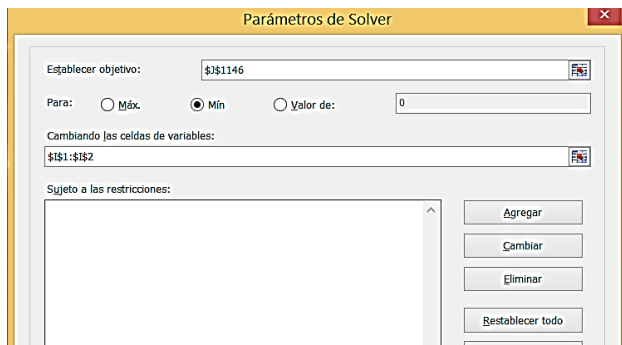 Parámetros de Solver
Establecer objetivo: $J$1146
Para: Máx. Mín Valor de: 0
Cambiando las celdas de variables:
$I$1:$I$2
Sujeto a las restricciones:
Agregar
Cambiar
Eliminar
Restablecer todo